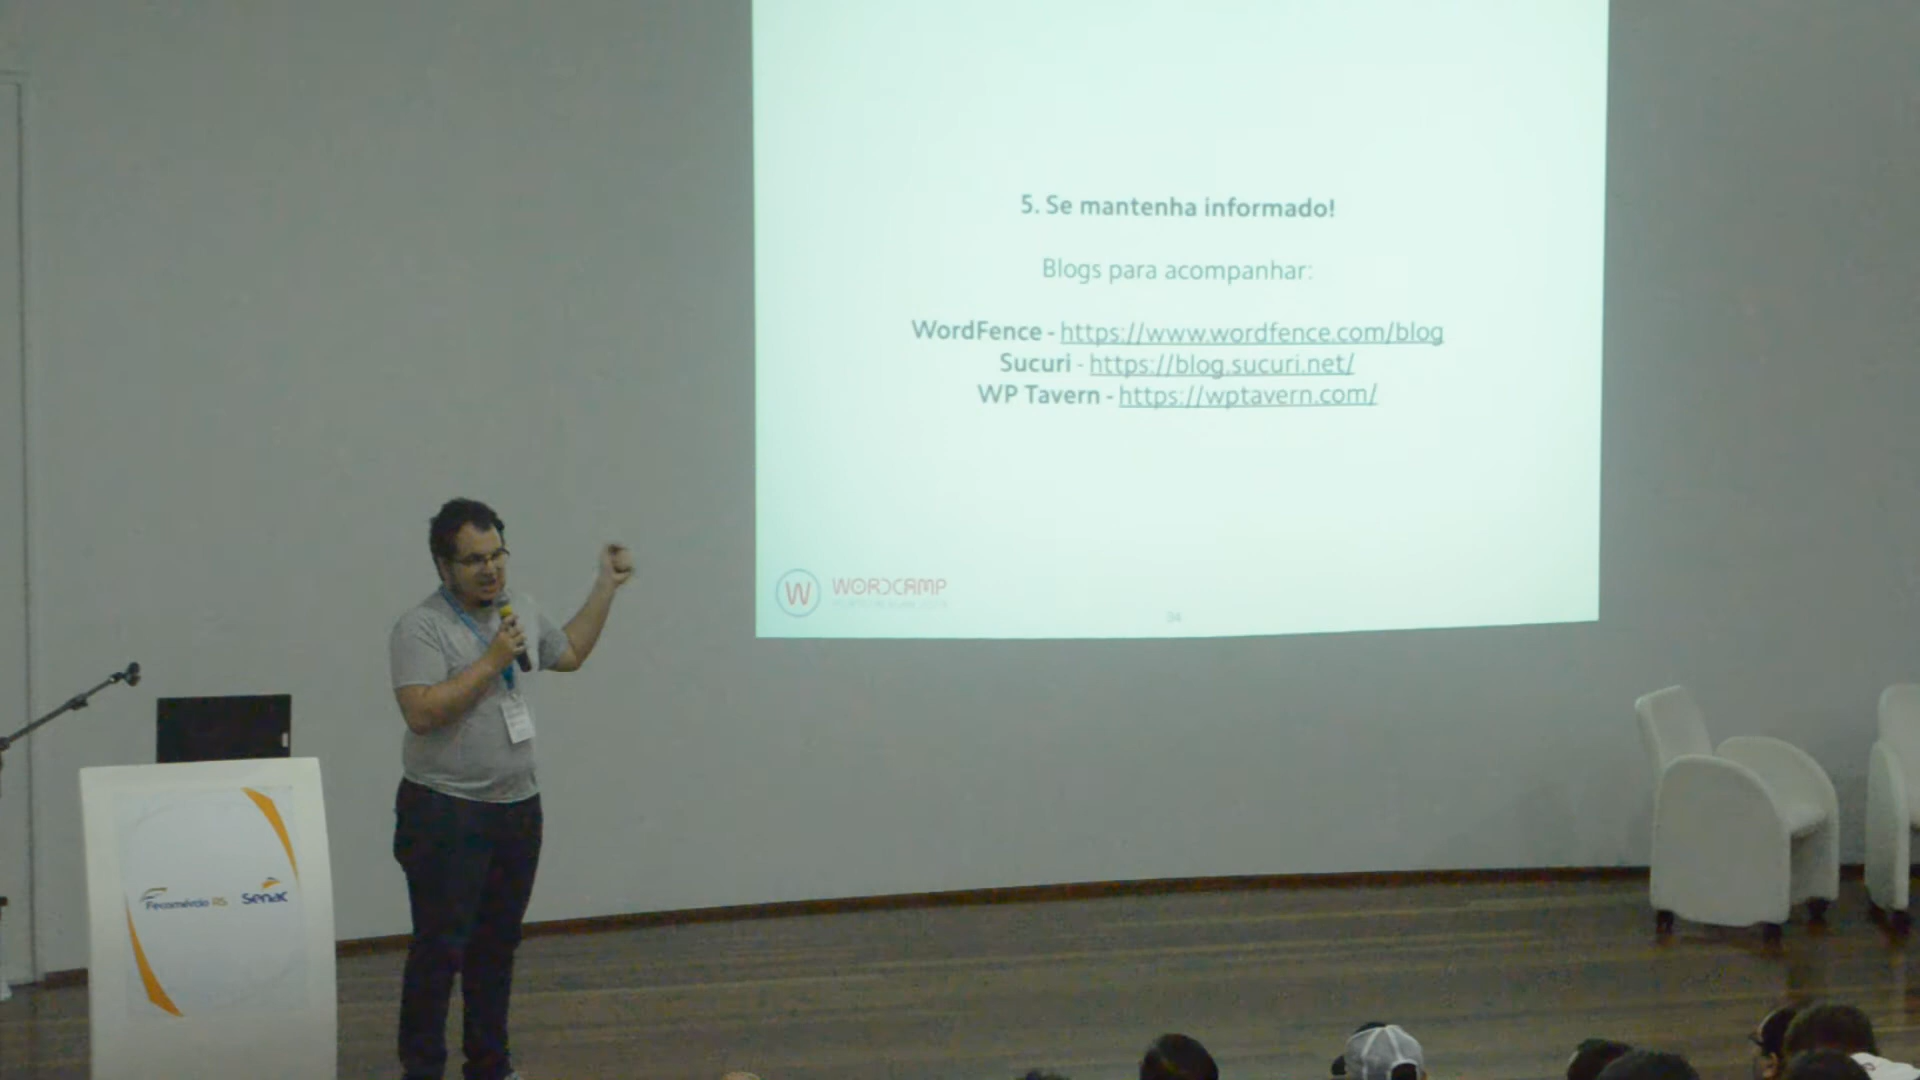 5. Se mantenha informado!
Blogs para acompanhar:
WordFence - https://www.wordfence.com/blog
Sucuri - https://blog.sucuri.net/
WP Tavern - https://wptavern.com/
W WORDCAMP
34
Fecomércio RS senac